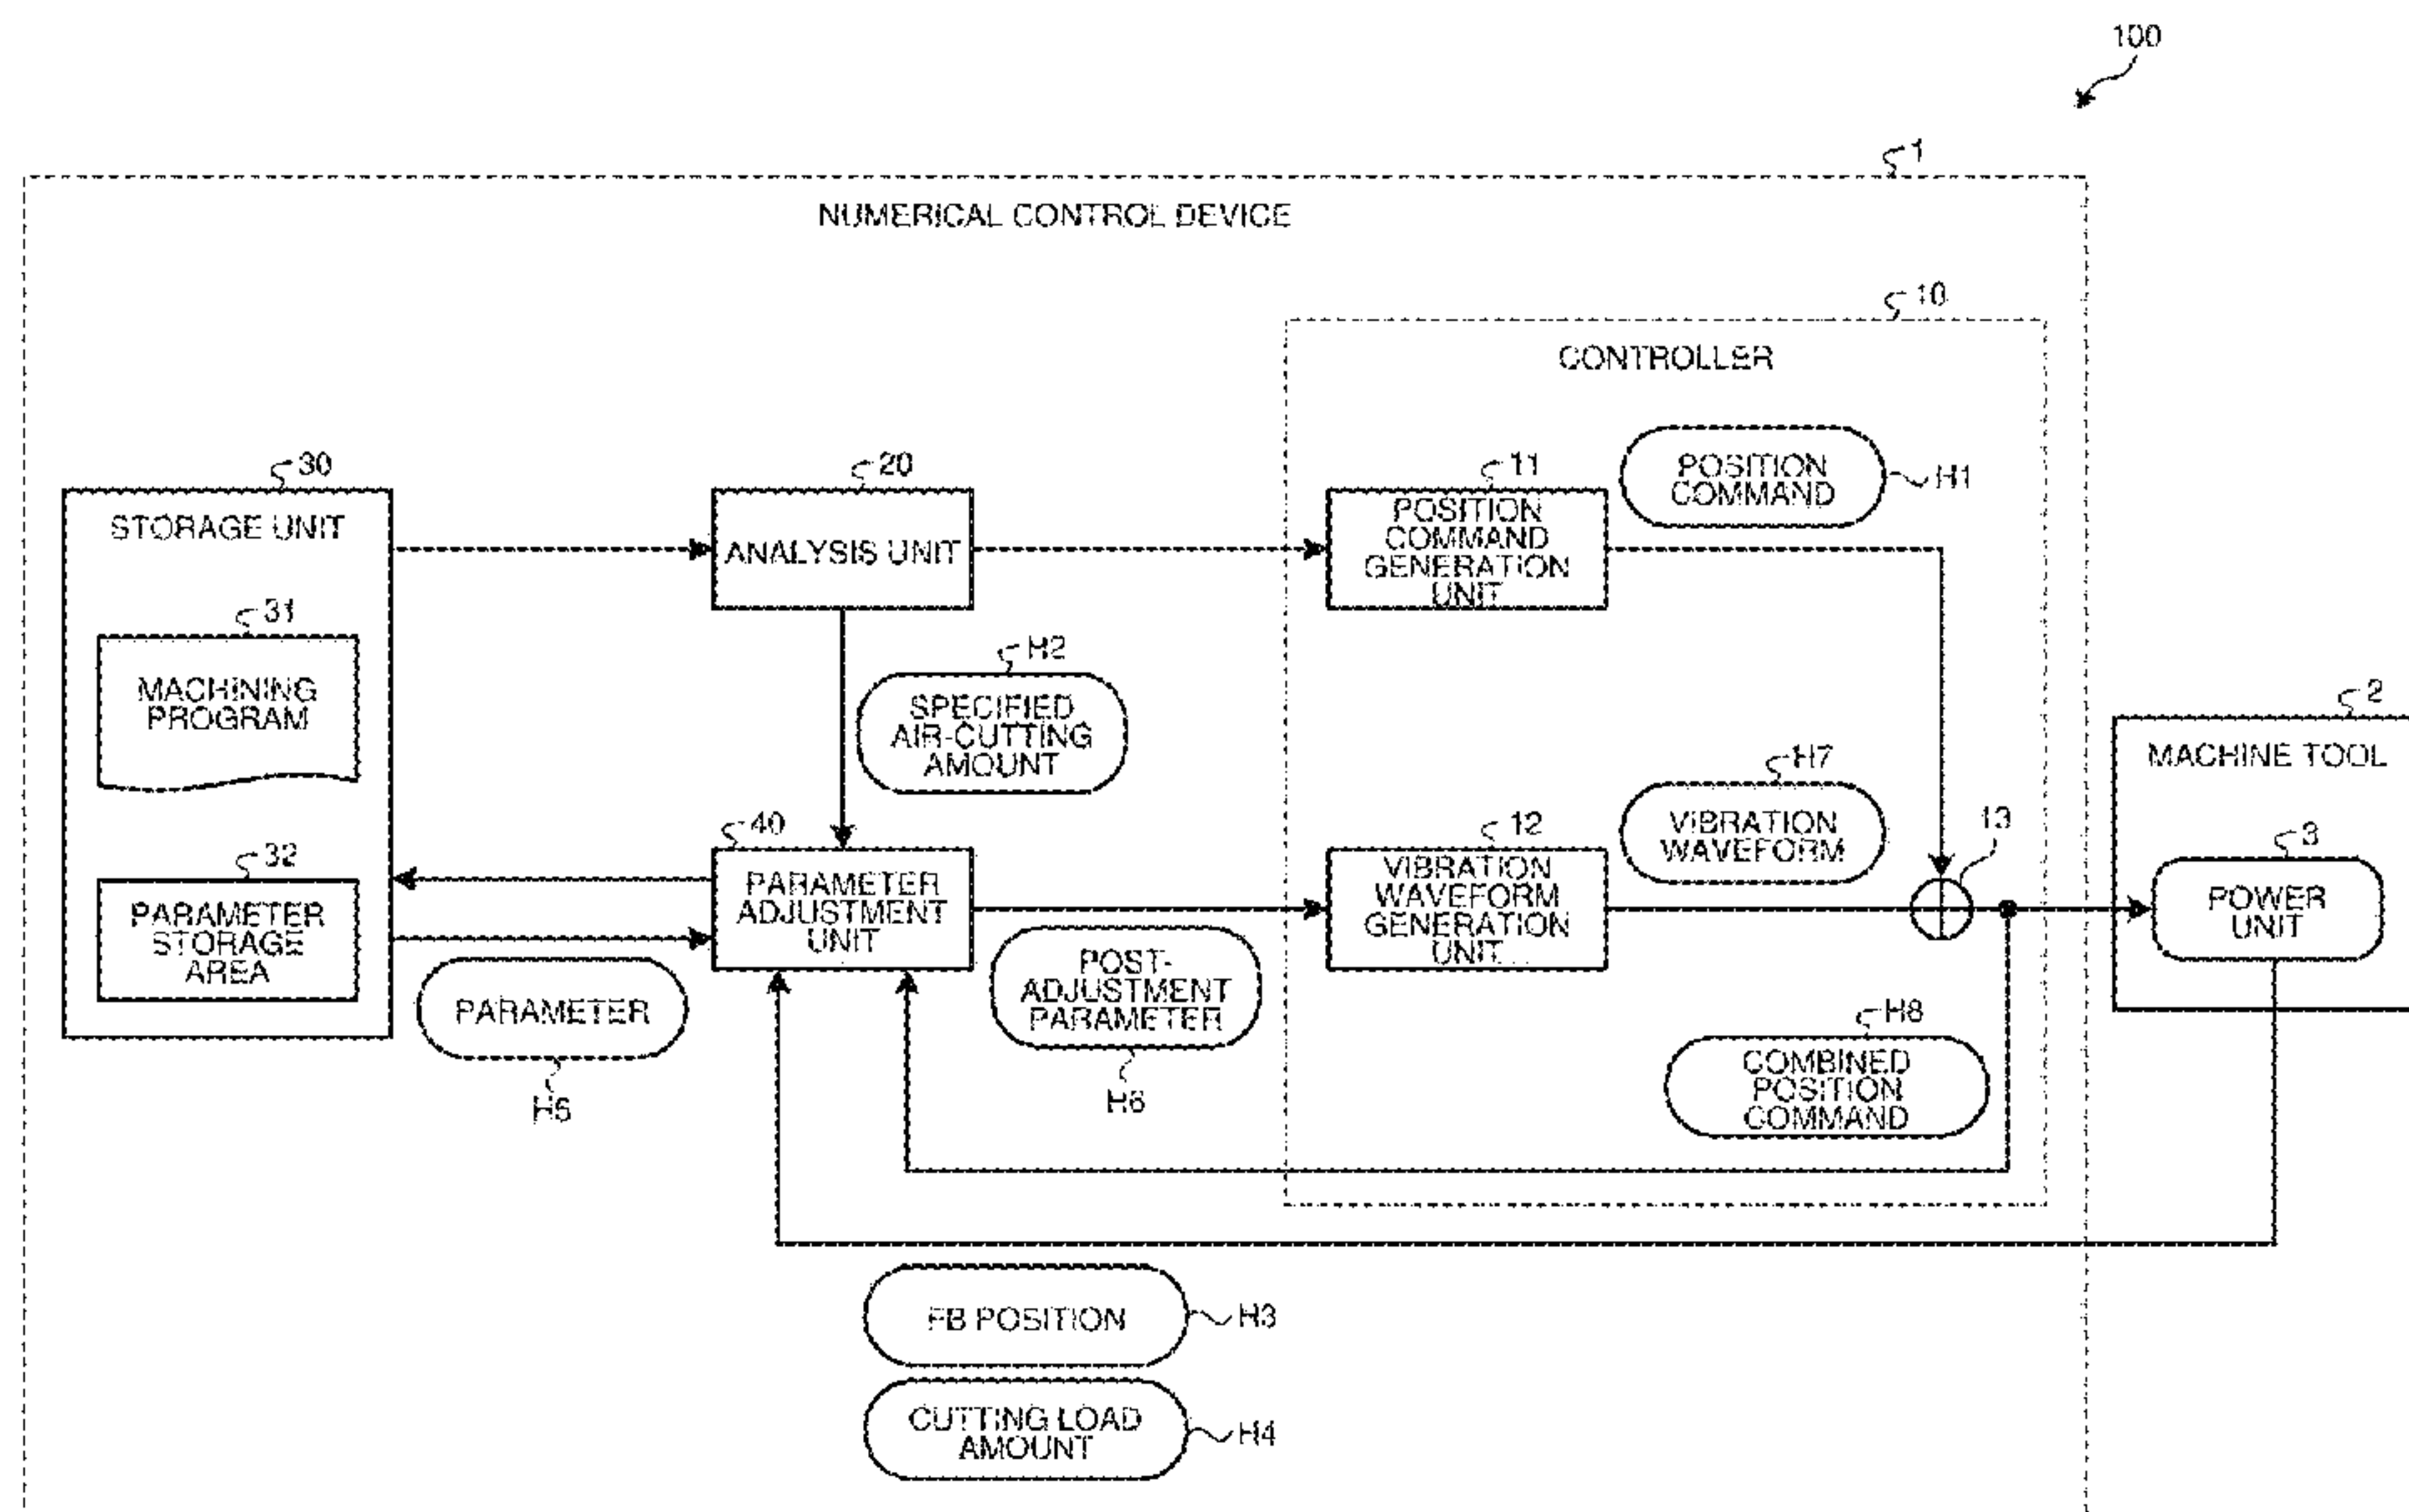 100
1
NUMERICAL CONTROL DEVICE
10
CONTROLLER
30
STORAGE UNIT
20
ANALYSIS UNIT
11
POSITION
COMMAND
GENERATION
UNIT
POSITION
COMMAND
H1
31
MACHINING
PROGRAM
H2
SPECIFIED
AIR-CUTTING
AMOUNT
H7
VIBRATION
WAVEFORM
13
2
MACHINE TOOL
3
POWER
UNIT
32
PARAMETER
STORAGE
AREA
40
PARAMETER
ADJUSTMENT
UNIT
12
VIBRATION
WAVEFORM
GENERATION
UNIT
PARAMETER
H5
POST-
ADJUSTMENT
PARAMETER
H6
H8
COMBINED
POSITION
COMMAND
FB POSITION
H3
CUTTING LOAD
AMOUNT
H4